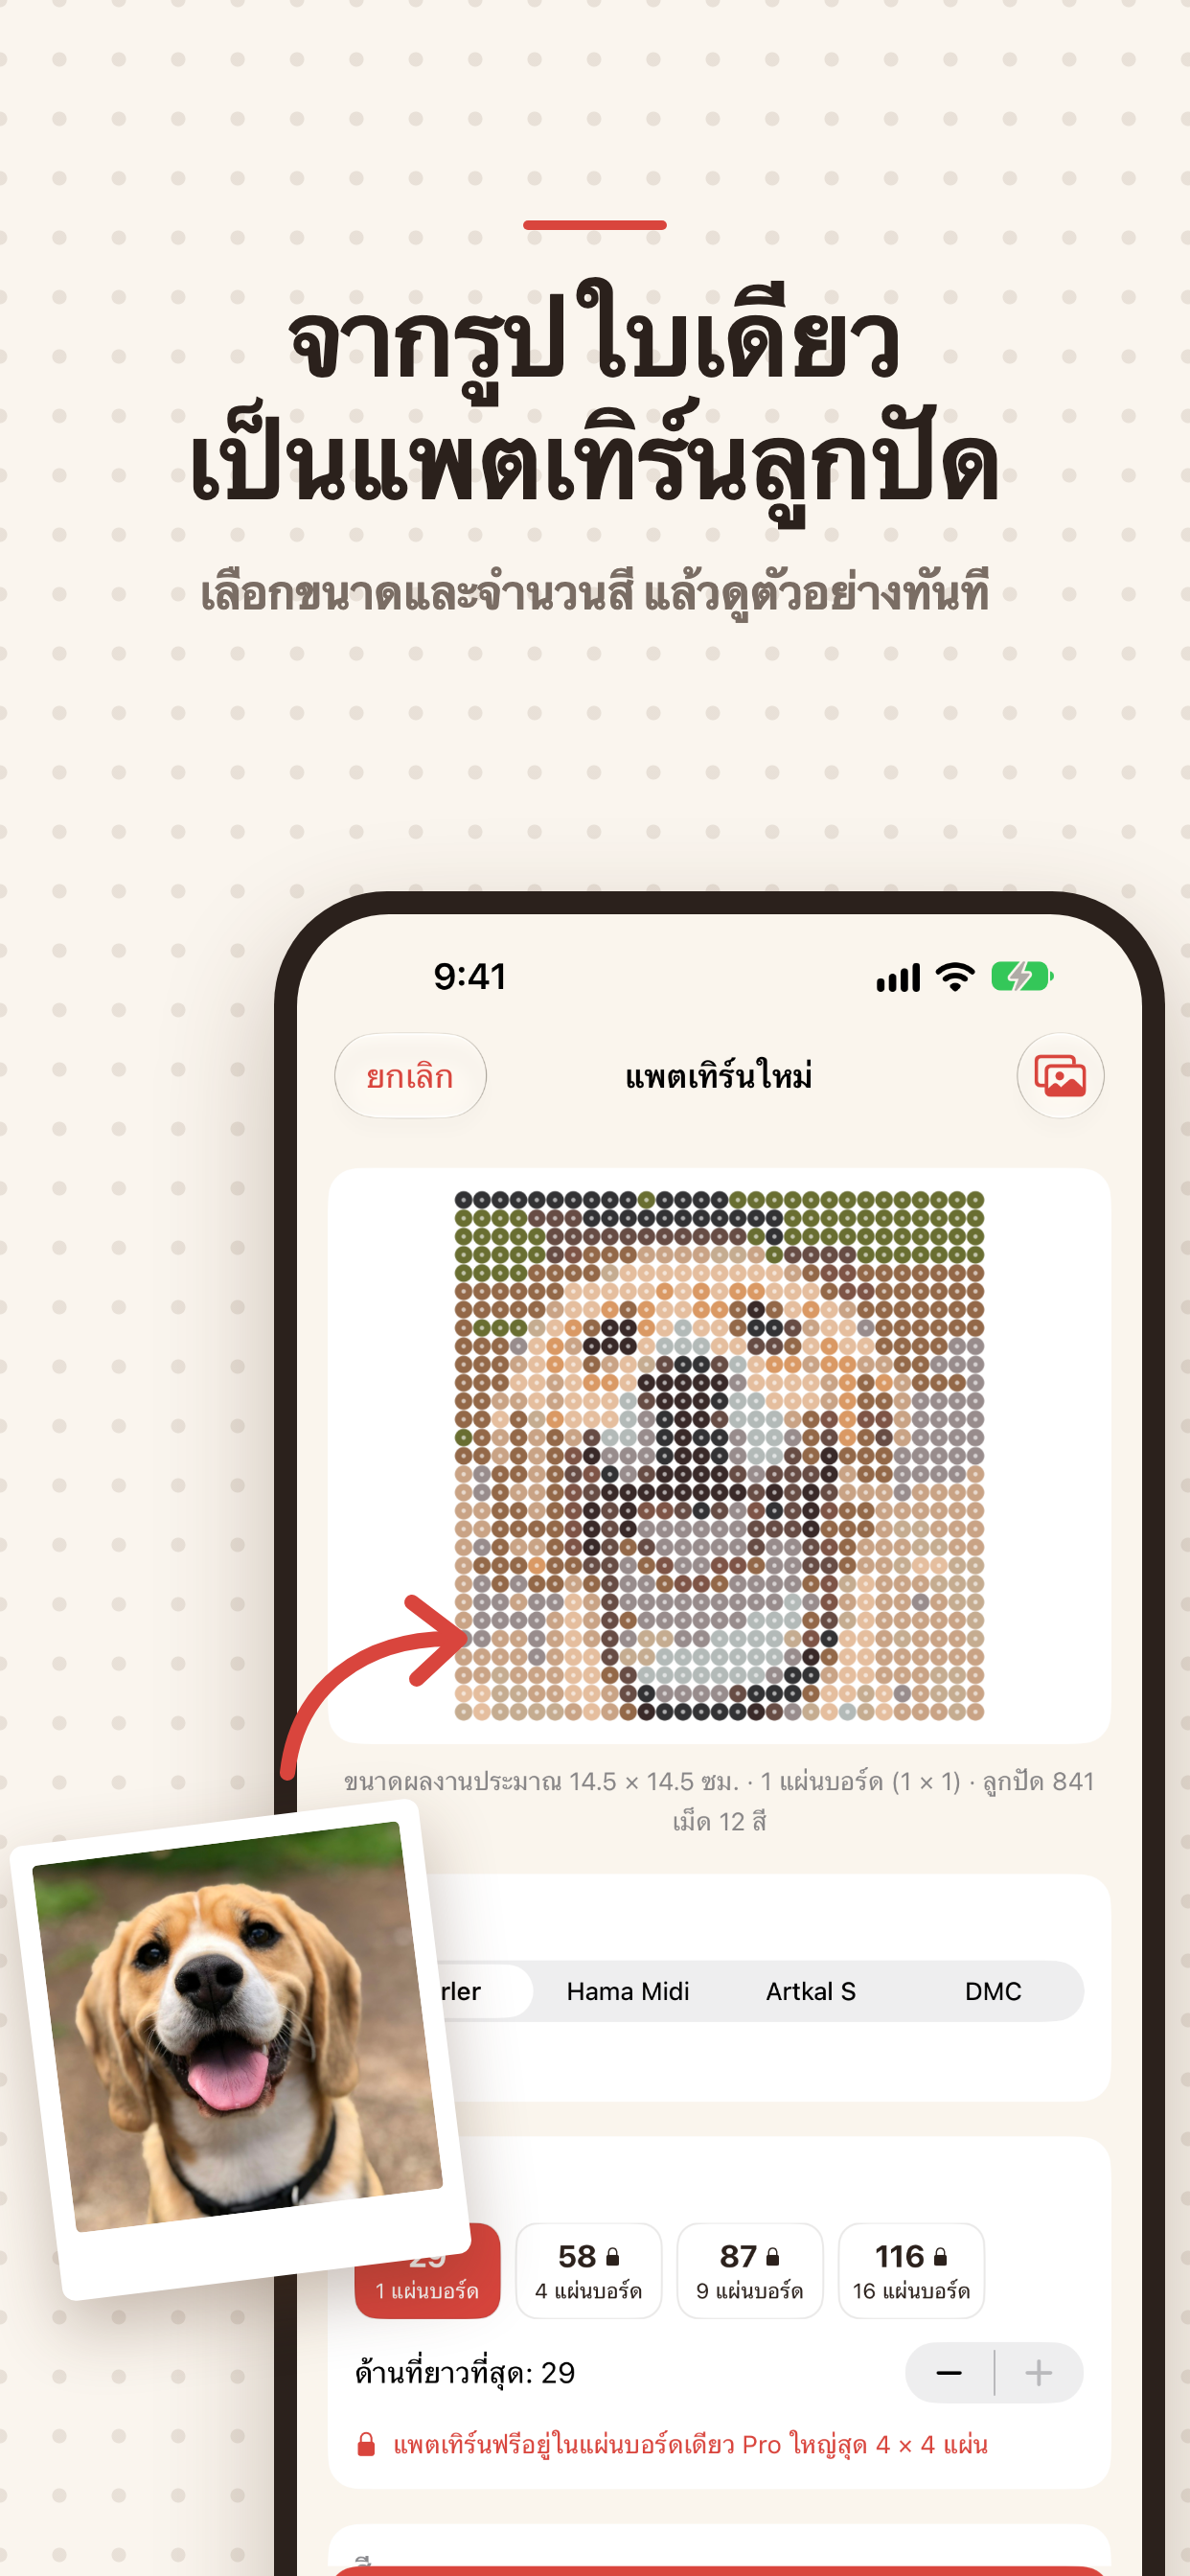 จากรูปใบเดียว
เป็นแพตเทิร์นลูกปัด
เลือกขนาดและจำนวนสี แล้วดูตัวอย่างทันที
9:41
ยกเลิก
แพตเทิร์นใหม่
ขนาดผลงานประมาณ 14.5 × 14.5 ซม. · 1 แผ่นบอร์ด (1 × 1) · ลูกปัด 841
เม็ด 12 สี
rler Hama Midi Artkal S DMC
29 58 87 116
1 แผ่นบอร์ด 4 แผ่นบอร์ด 9 แผ่นบอร์ด 16 แผ่นบอร์ด
ด้านที่ยาวที่สุด: 29
แพตเทิร์นฟรีอยู่ในแผ่นบอร์ดเดียว Pro ใหญ่สุด 4 × 4 แผ่น